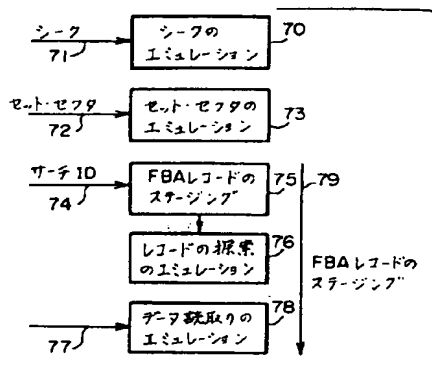 シーク
71
シークの
エミュレーション
70
セット・セクタ
72
セット・セクタの
エミュレーション
73
サーチID
74
FBAレコードの
ステージング
75
79
レコードの探索
のエミュレーション
76
FBAレコードの
ステージング
77
データ読取りの
エミュレーション
78